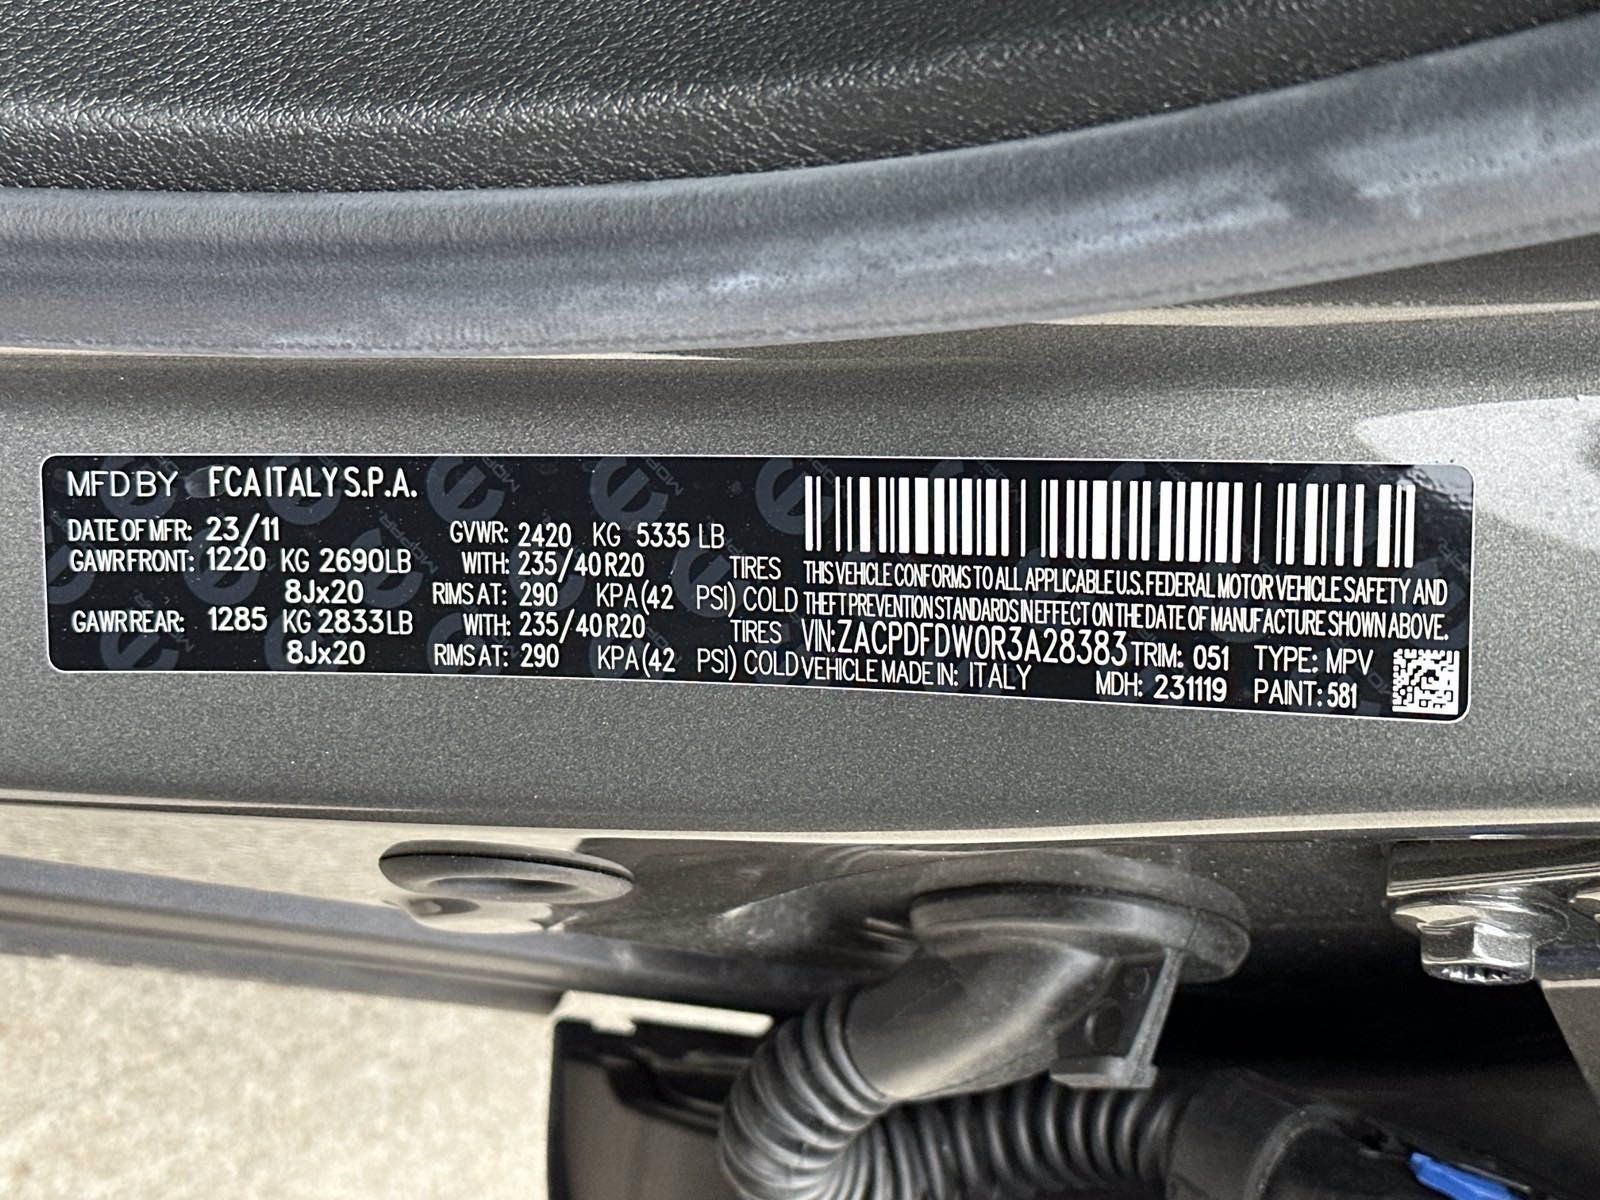 MFD BY FCA ITALY S.P.A.
DATE OF MFR: 23/11 GVWR: 2420 KG 5335 LB
GAWR FRONT: 1220 KG 2690LB WITH: 235/40 R20 TIRES
8Jx20 RIMS AT: 290 KPA (42 PSI) COLD
GAWR REAR: 1285 KG 2833LB WITH: 235/40 R20 TIRES
8Jx20 RIMS AT: 290 KPA (42 PSI) COLD
THIS VEHICLE CONFORMS TO ALL APPLICABLE U.S. FEDERAL MOTOR VEHICLE SAFETY AND
THEFT PREVENTION STANDARDS IN EFFECT ON THE DATE OF MANUFACTURE SHOWN ABOVE.
VIN: ZACPDFDW0R3A28383 TRIM: 051 TYPE: MPV
VEHICLE MADE IN: ITALY MDH: 231119 PAINT: 581